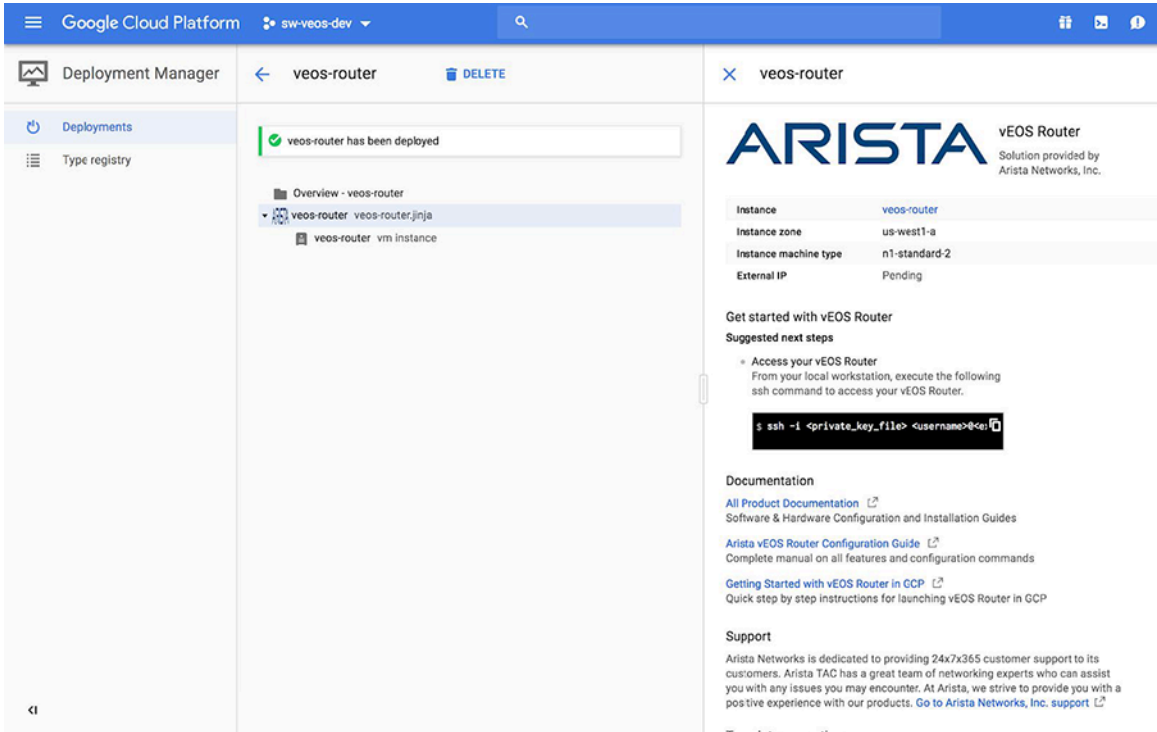 Google Cloud Platform
sw-veos-dev
Deployment Manager
Deployments
Type registry
veos-router
DELETE
veos-router has been deployed
Overview - veos-router
veos-router veos-router.jinja
veos-router vm instance
veos-router
ARISTA
vEOS Router
Solution provided by
Arista Networks, Inc.
Instance veos-router
Instance zone us-west1-a
Instance machine type n1-standard-2
External IP Pending
Get started with vEOS Router
Suggested next steps
Access your vEOS Router
From your local workstation, execute the following
ssh command to access your vEOS Router.
$ ssh -i <private_key_file> <username>@<e
Documentation
All Product Documentation
Software & Hardware Configuration and Installation Guides
Arista vEOS Router Configuration Guide
Complete manual on all features and configuration commands
Getting Started with vEOS Router in GCP
Quick step by step instructions for launching vEOS Router in GCP
Support
Arista Networks is dedicated to providing 24x7x365 customer support to its
customers. Arista TAC has a great team of networking experts who can assist
you with any issues you may encounter. At Arista, we strive to provide you with a
positive experience with our products. Go to Arista Networks, Inc. support